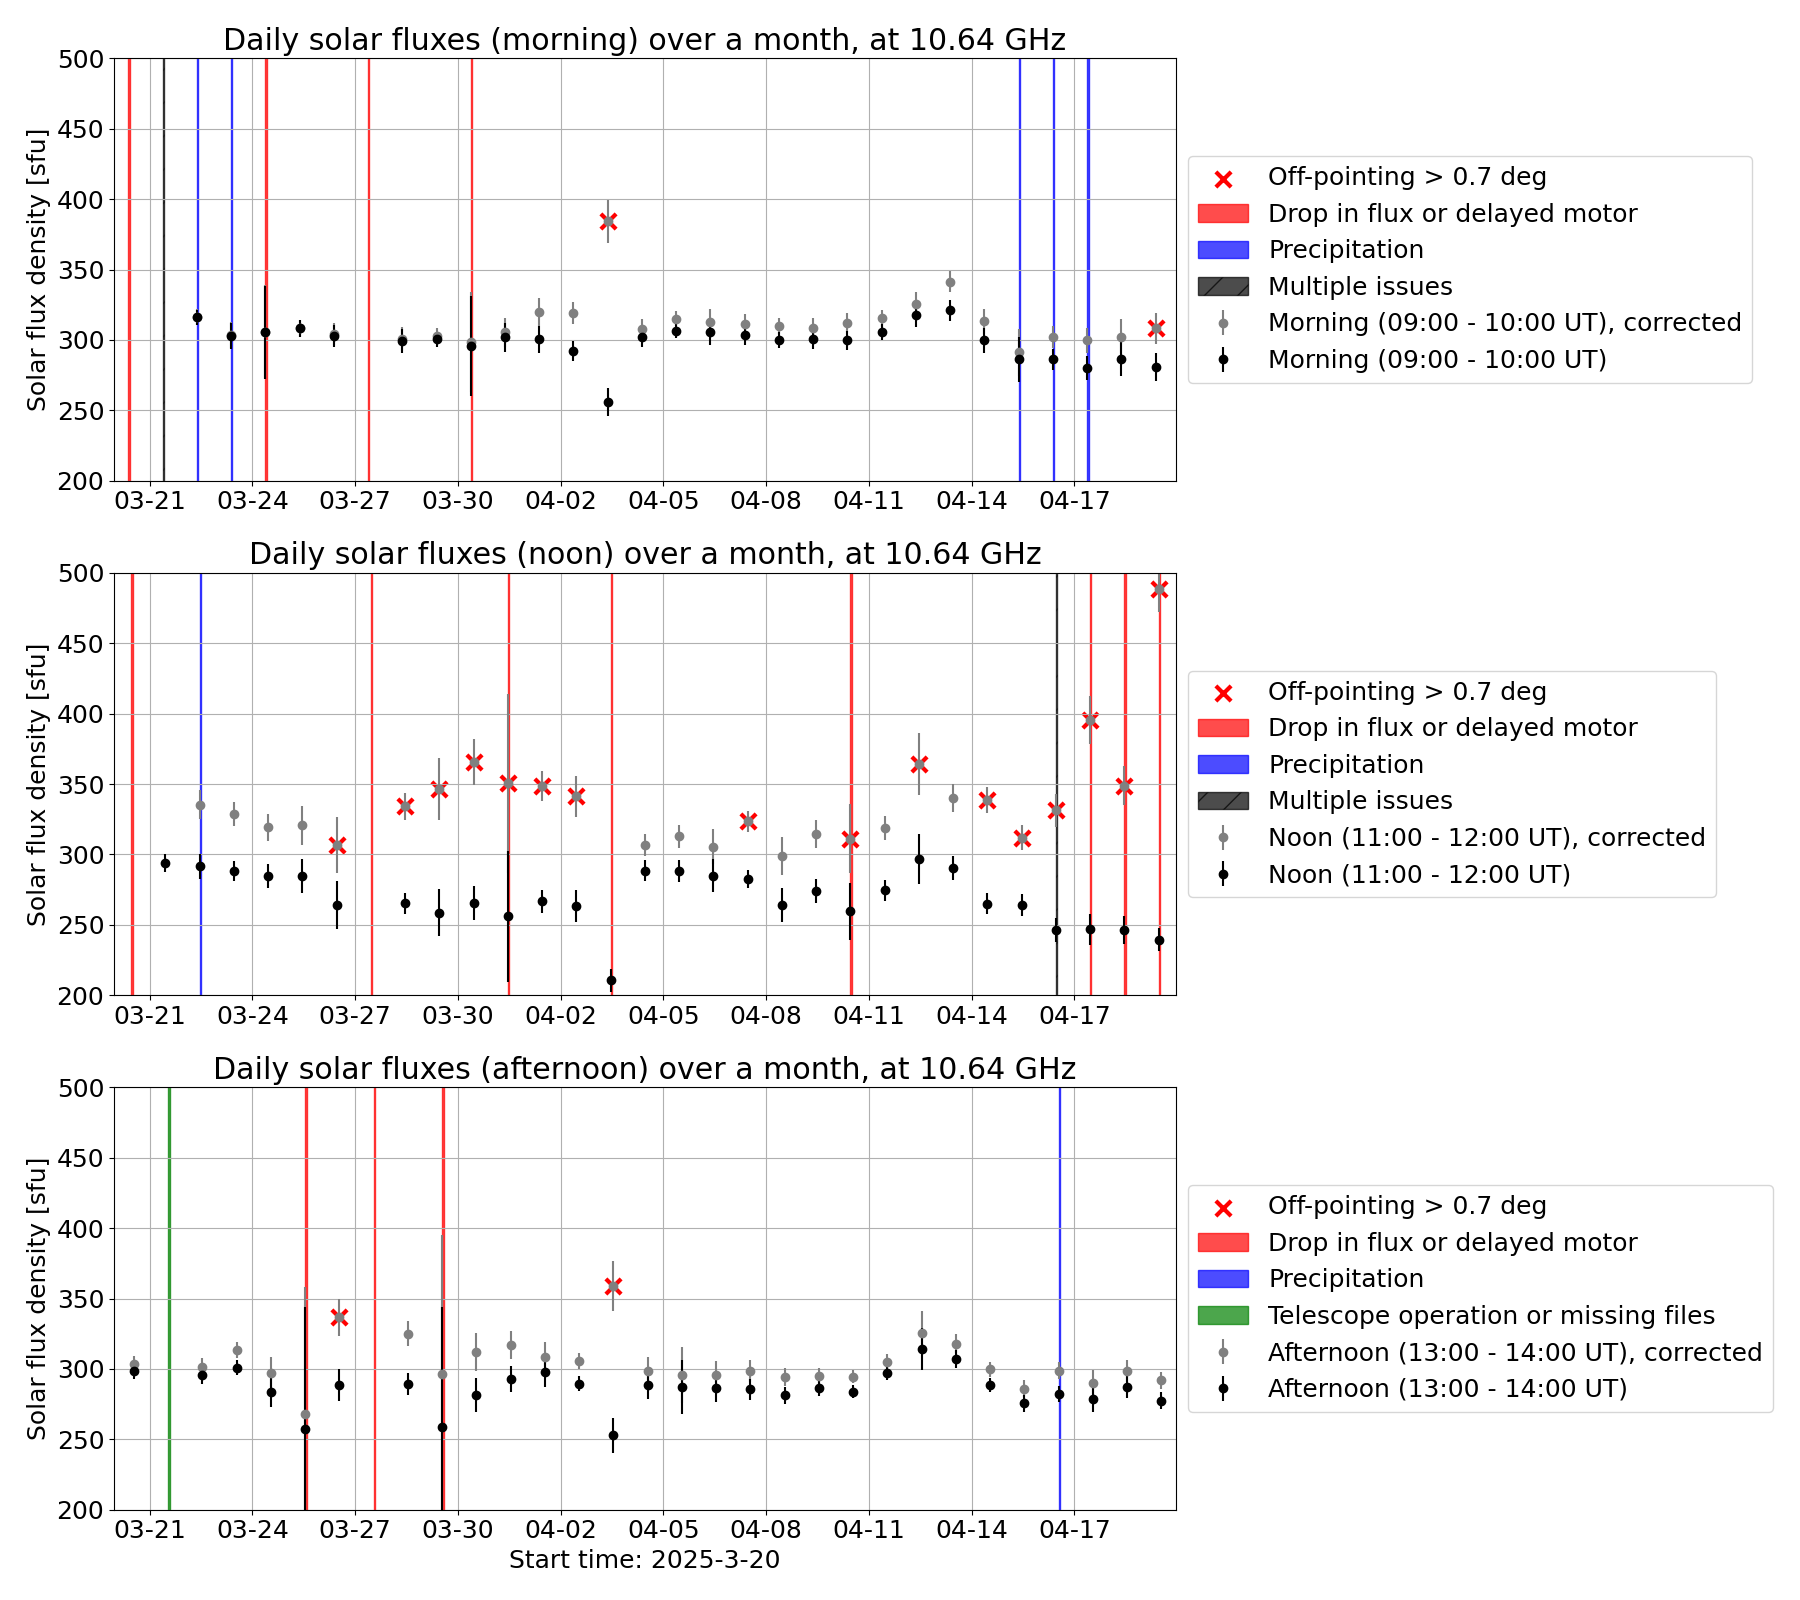 Daily solar fluxes (morning) over a month, at 10.64 GHz
Solar flux density [sfu]
500
450
400
350
300
250
200
03-21 03-24 03-27 03-30 04-02 04-05 04-08 04-11 04-14 04-17
Off-pointing > 0.7 deg
Drop in flux or delayed motor
Precipitation
Multiple issues
Morning (09:00 - 10:00 UT), corrected
Morning (09:00 - 10:00 UT)
Daily solar fluxes (noon) over a month, at 10.64 GHz
Solar flux density [sfu]
500
450
400
350
300
250
200
03-21 03-24 03-27 03-30 04-02 04-05 04-08 04-11 04-14 04-17
Off-pointing > 0.7 deg
Drop in flux or delayed motor
Precipitation
Multiple issues
Noon (11:00 - 12:00 UT), corrected
Noon (11:00 - 12:00 UT)
Daily solar fluxes (afternoon) over a month, at 10.64 GHz
Solar flux density [sfu]
500
450
400
350
300
250
200
03-21 03-24 03-27 03-30 04-02 04-05 04-08 04-11 04-14 04-17
Start time: 2025-3-20
Off-pointing > 0.7 deg
Drop in flux or delayed motor
Precipitation
Telescope operation or missing files
Afternoon (13:00 - 14:00 UT), corrected
Afternoon (13:00 - 14:00 UT)